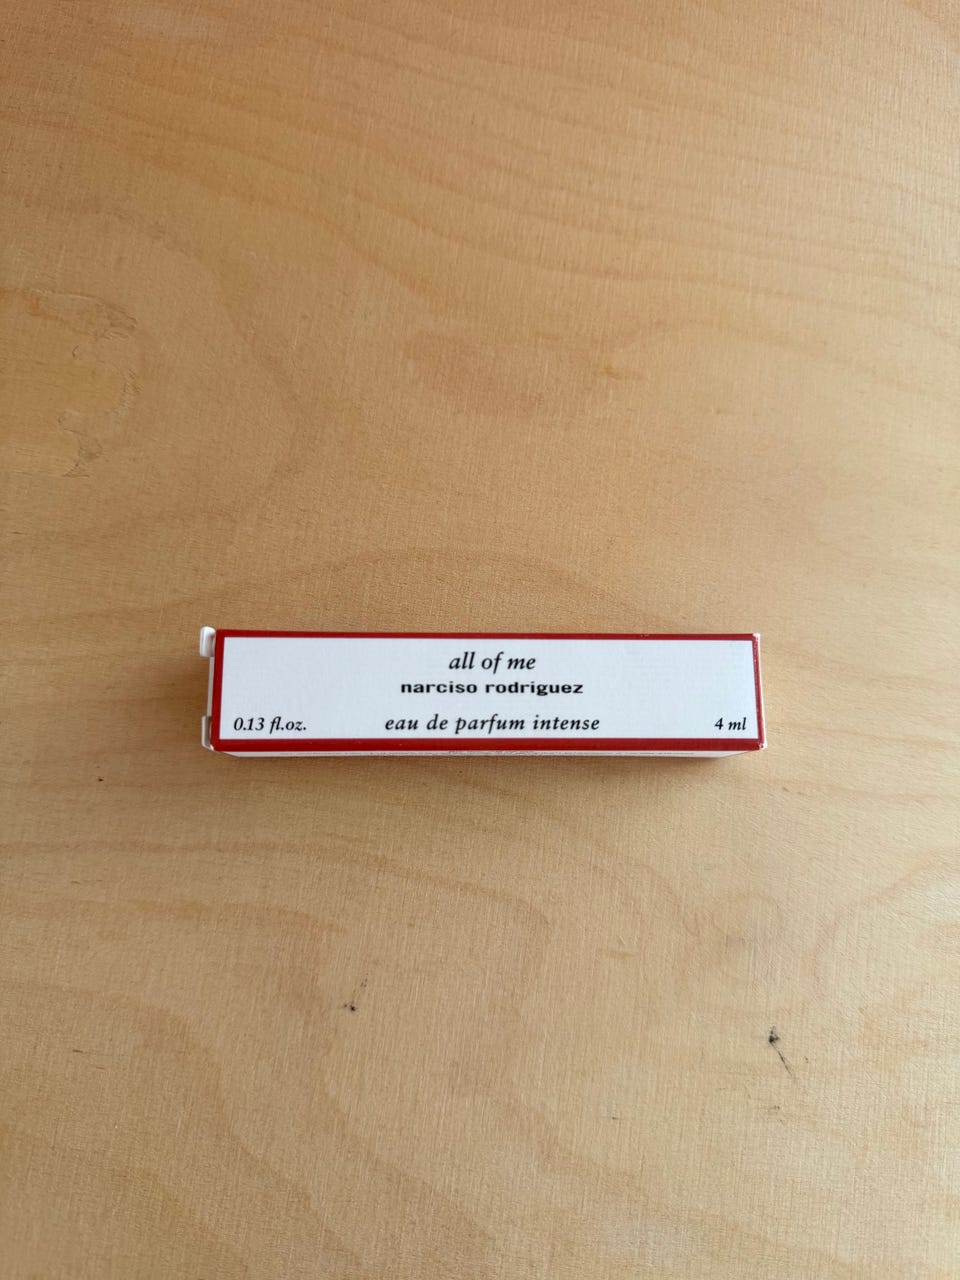 all of me
narciso rodriguez
0.13 fl.oz. eau de parfum intense 4 ml